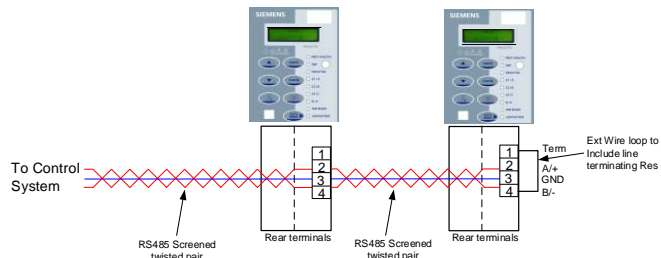 SIEMENS
SIEMENS
1
2
3
4
1
2
3
4
Term
A/+
GND
B/-
Ext Wire loop to
Include line
terminating Res
To Control
System
Rear terminals
Rear terminals
RS485 Screened
twisted pair
RS485 Screened
twisted pair